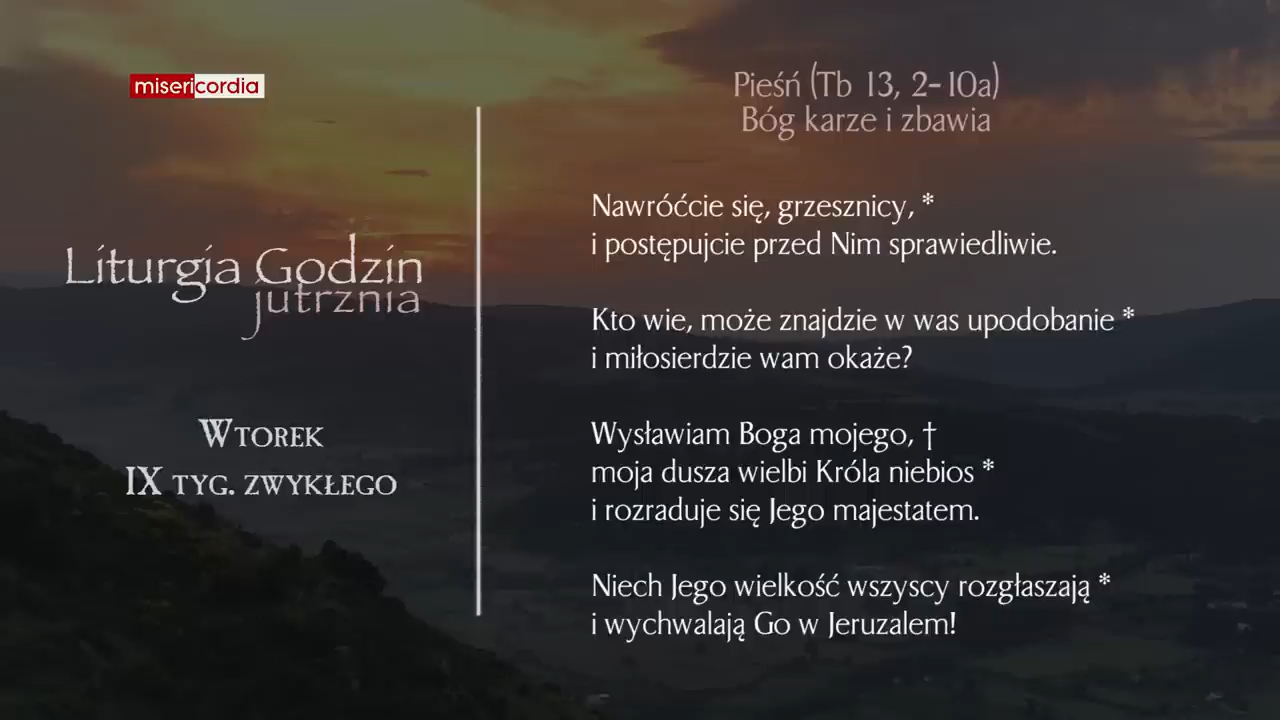 misericordia
Liturgia Godzin
jutrznia
Wtorek
IX tyg. zwykłego
Pieśń (Tb 13, 2-10a)
Bóg karze i zbawia
Nawróćcie się, grzesznicy, *
i postępujcie przed Nim sprawiedliwie.
Kto wie, może znajdzie w was upodobanie *
i miłosierdzie wam okaże?
Wysławiam Boga mojego, †
moja dusza wielbi Króla niebios *
i rozraduje się Jego majestatem.
Niech Jego wielkość wszyscy rozgłaszają *
i wychwalają Go w Jeruzalem!